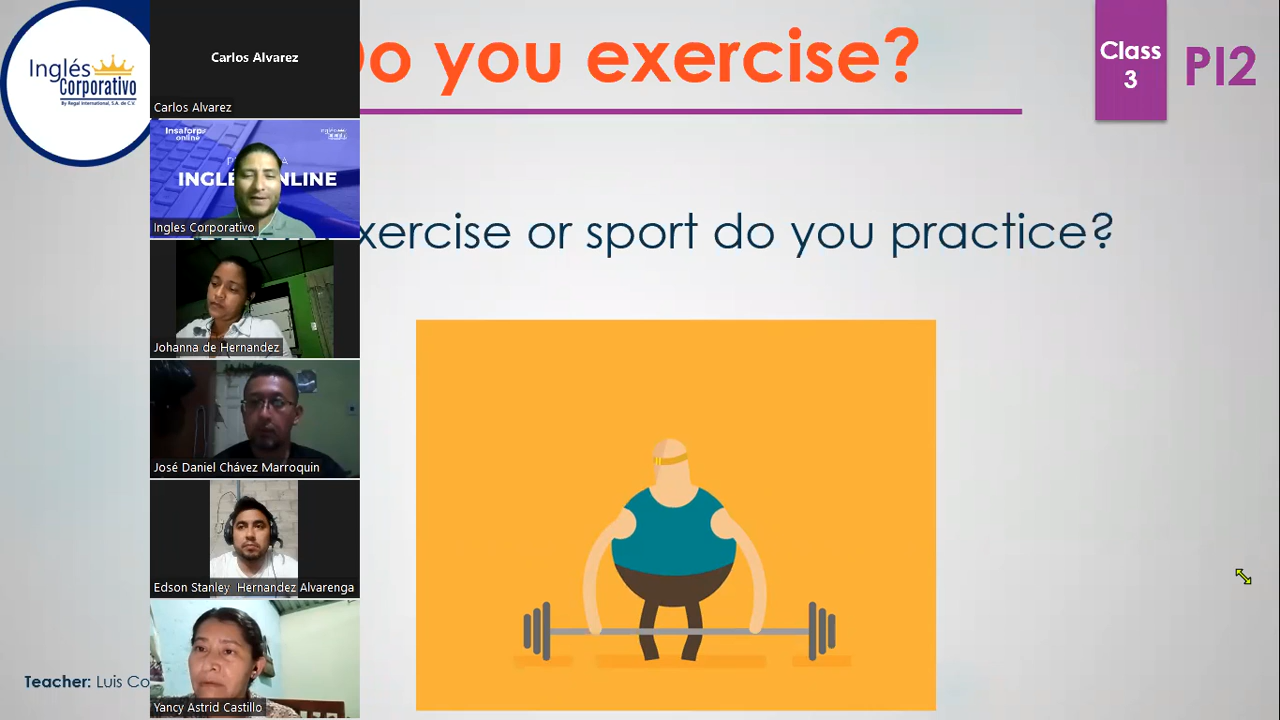 Inglés
Corporativo
By Regal International, S.A. de C.V.
Do you exercise?
Class
3
PI2
exercise or sport do you practice?
Carlos Alvarez
Carlos Alvarez
Insaforp
online
INGLÉS ONLINE
Ingles Corporativo
Johanna de Hernandez
José Daniel Chávez Marroquin
Edson Stanley Hernandez Alvarenga
Yancy Astrid Castillo
Teacher: Luis Co